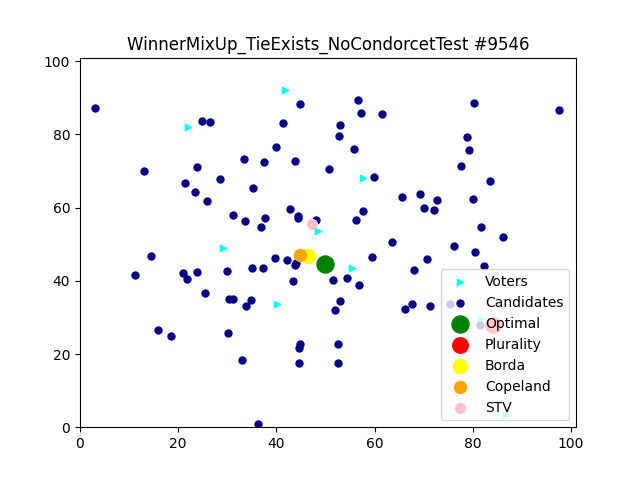 WinnerMixUp_TieExists_NoCondorcetTest #9546
100
80
60
40
20
0
0
20
40
60
80
100
Voters
Candidates
Optimal
Plurality
Borda
Copeland
STV